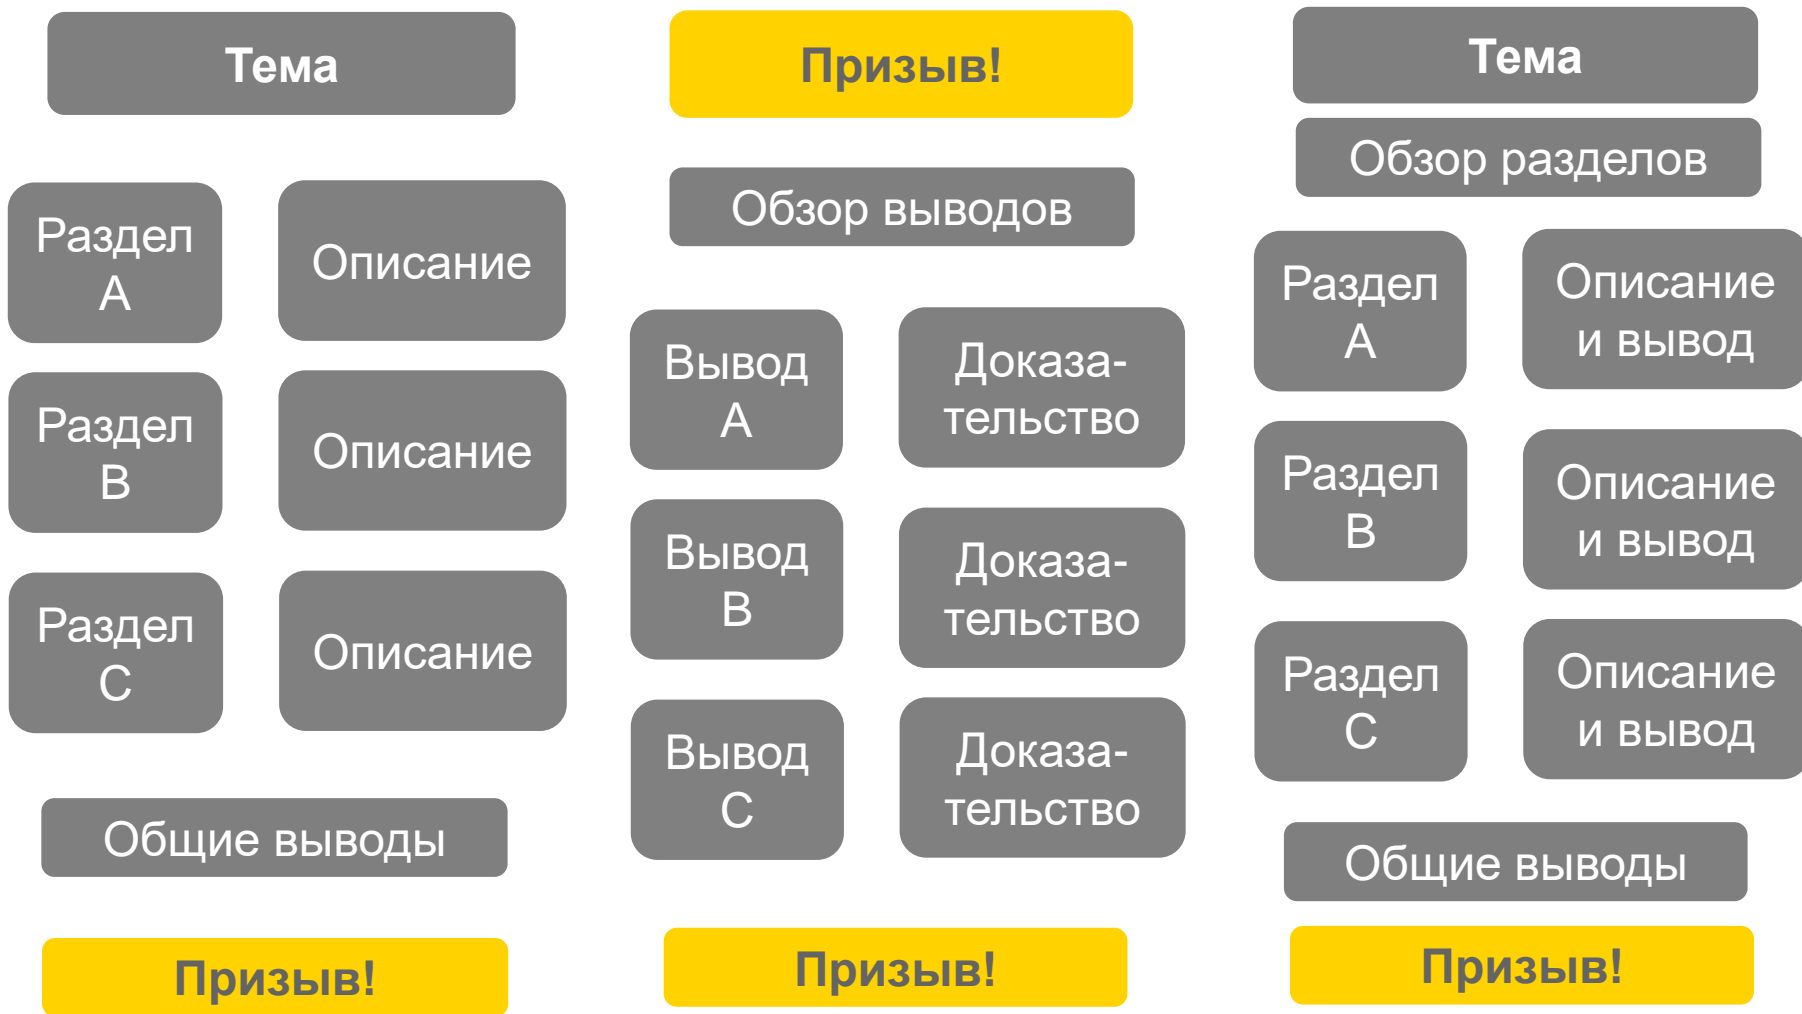 Тема
Раздел
А
Описание
Раздел
В
Описание
Раздел
С
Описание
Общие выводы
Призыв!
Призыв!
Обзор выводов
Вывод
А
Доказа-
тельство
Вывод
В
Доказа-
тельство
Вывод
С
Доказа-
тельство
Призыв!
Тема
Обзор разделов
Раздел
А
Описание
и вывод
Раздел
В
Описание
и вывод
Раздел
С
Описание
и вывод
Общие выводы
Призыв!